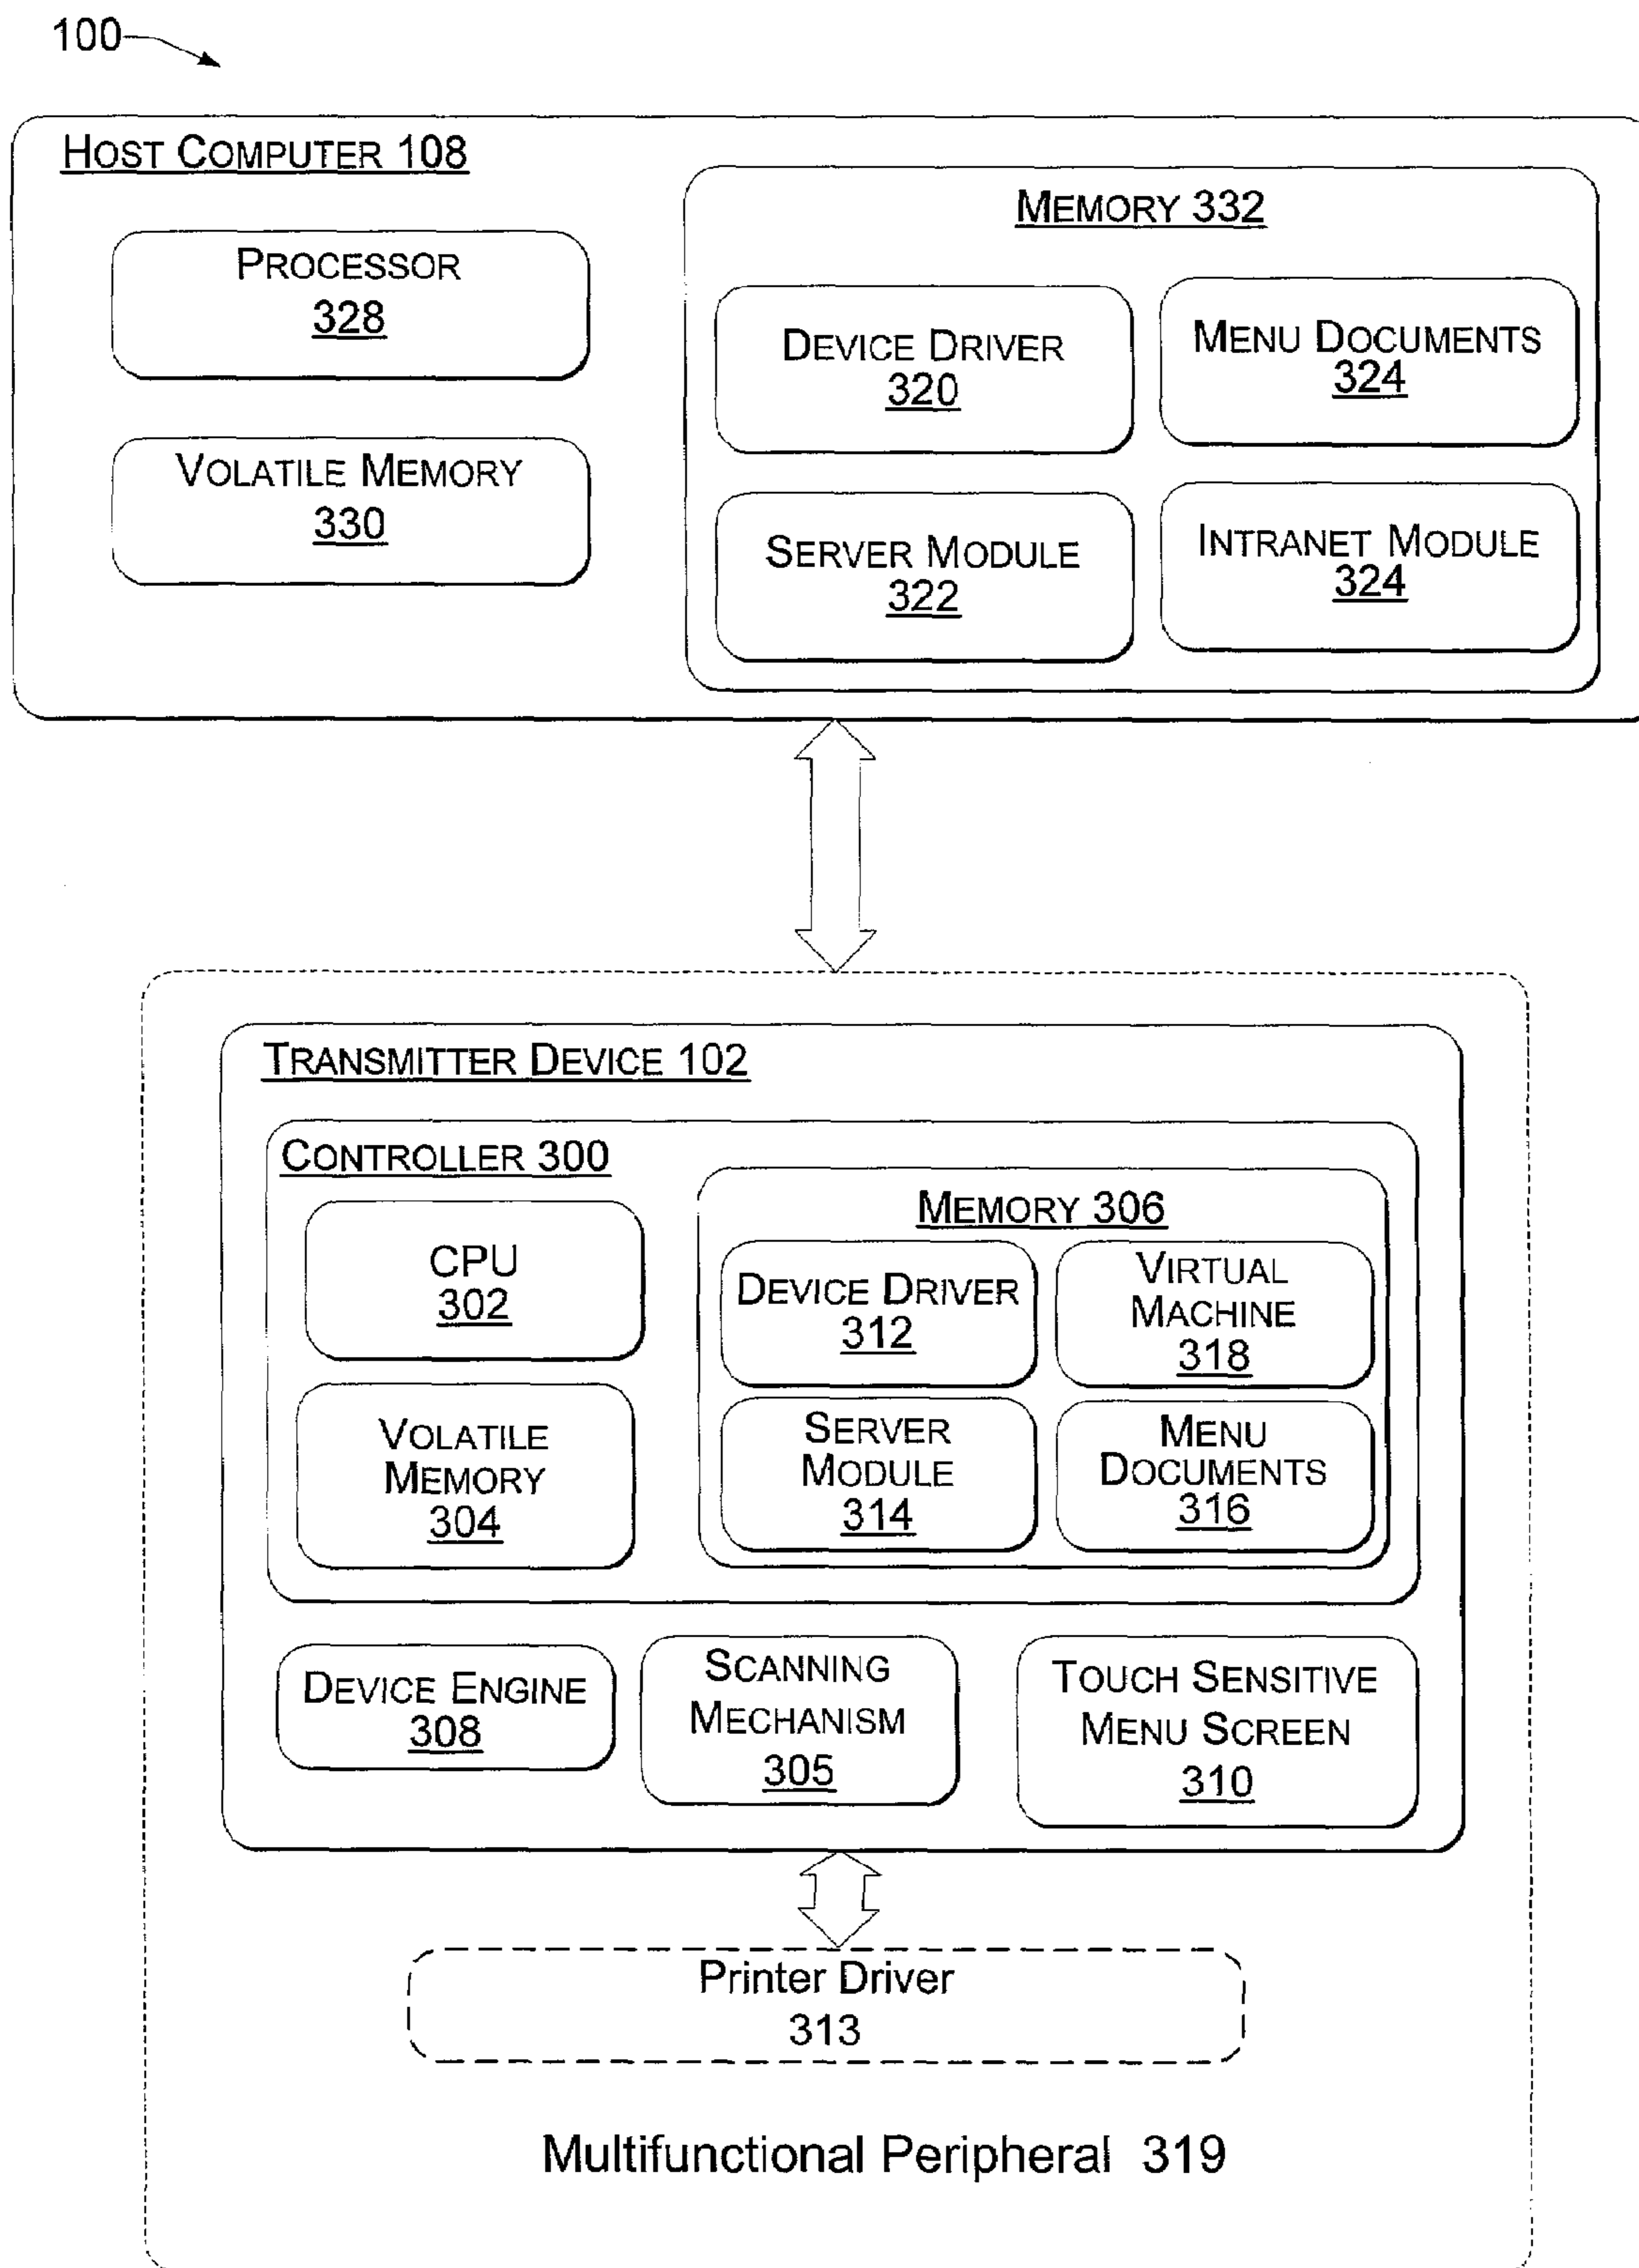 100
HOST COMPUTER 108
PROCESSOR
328
VOLATILE MEMORY
330
MEMORY 332
DEVICE DRIVER
320
MENU DOCUMENTS
324
SERVER MODULE
322
INTRANET MODULE
324
TRANSMITTER DEVICE 102
CONTROLLER 300
CPU
302
VOLATILE
MEMORY
304
MEMORY 306
DEVICE DRIVER
312
VIRTUAL
MACHINE
318
SERVER
MODULE
314
MENU
DOCUMENTS
316
DEVICE ENGINE
308
SCANNING
MECHANISM
305
TOUCH SENSITIVE
MENU SCREEN
310
Printer Driver
313
Multifunctional Peripheral 319